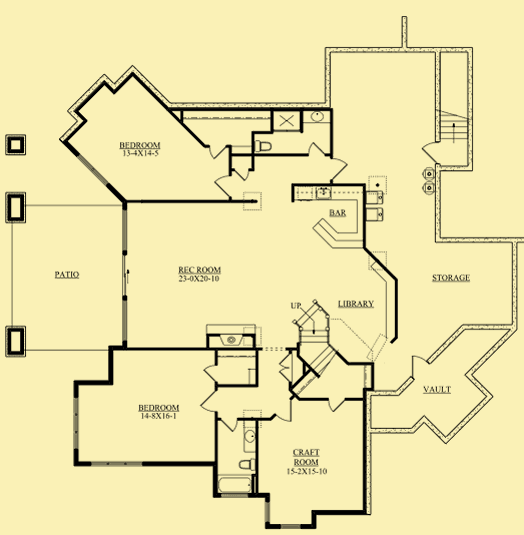 BEDROOM
13-4X14-5
BAR
PATIO
REC ROOM
23-0X20-10
STORAGE
UP
LIBRARY
VAULT
BEDROOM
14-8X16-1
CRAFT
ROOM
15-2X15-10